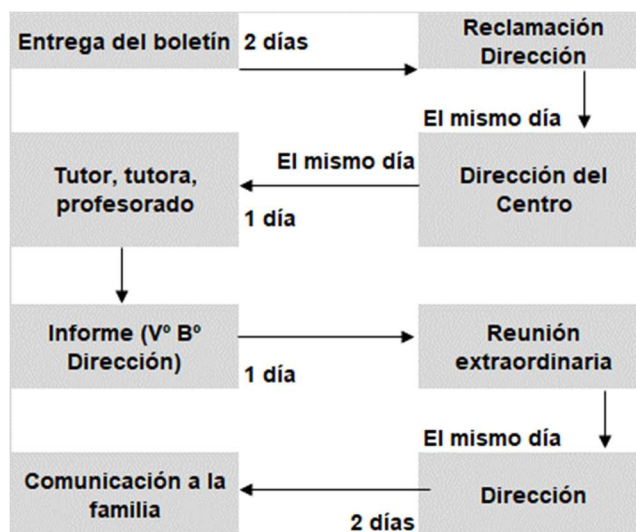 Entrega del boletín
2 días
Reclamación
Dirección
El mismo día
Dirección del
Centro
El mismo día
Tutor, tutora,
profesorado
1 día
Informe (Vº Bº
Dirección)
1 día
Reunión
extraordinaria
El mismo día
Dirección
2 días
Comunicación a la
familia